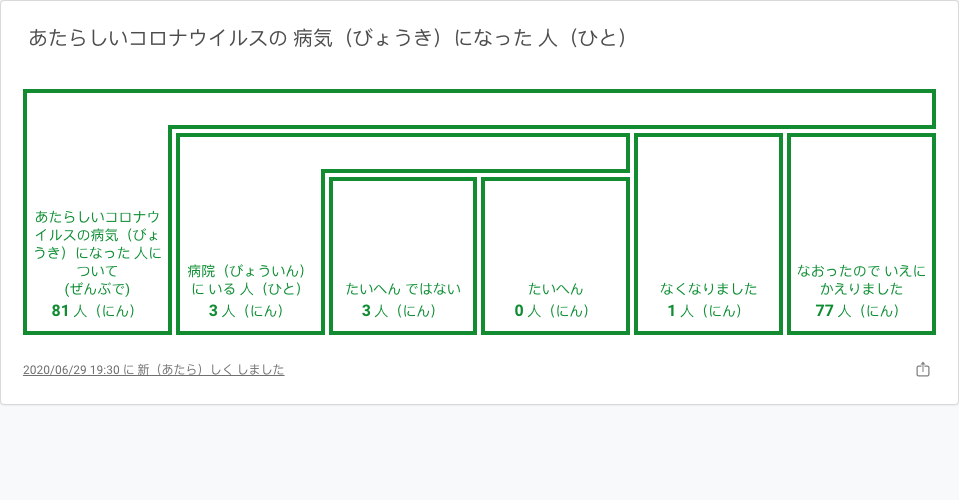 あたらしいコロナウイルスの 病気（びょうき）になった 人（ひと）
あたらしいコロナウ
イルスの病気（びょ
うき）になった 人に
ついて
(ぜんぶで)
81 人（にん）
病院（びょういん）
に いる 人（ひと）
3 人（にん）
たいへん ではない
3 人（にん）
たいへん
0 人（にん）
なくなりました
1 人（にん）
なおったので いえに
かえりました
77 人（にん）
2020/06/29 19:30 に 新（あたら）しく しました